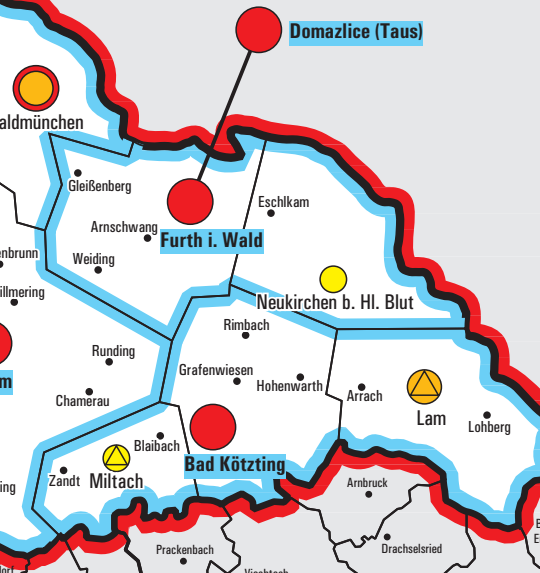 Domazlice (Taus)
aldmünchen
Gleißenberg
Eschlkam
Arnschwang
Furth i. Wald
enbrunn
Weiding
illmering
Neukirchen b. Hl. Blut
Rimbach
Runding
Grafenwiesen
Hohenwarth
m
Arrach
Chamerau
Lam
Lohberg
Blaibach
Bad Kötzting
Zandt
Miltach
ing
Arnbruck
Drachselsried
Prackenbach